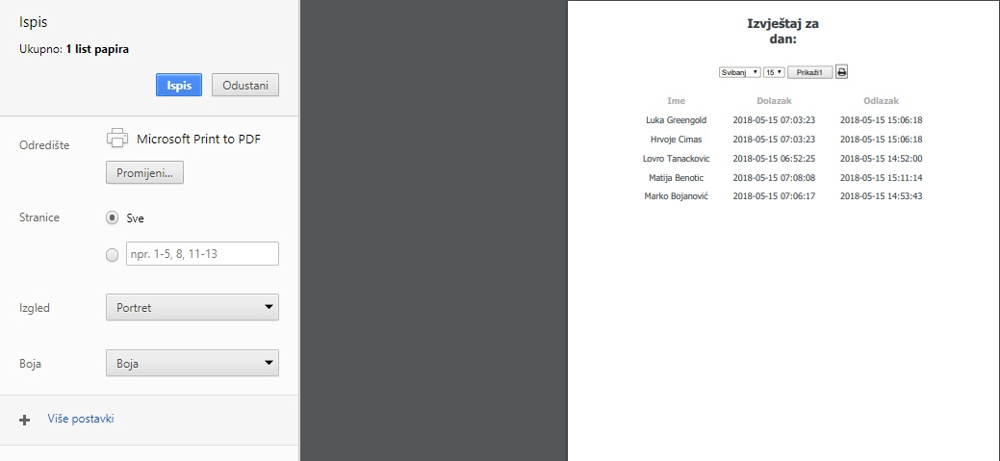 Ispis
Ukupno: 1 list papira
Ispis Odustani
Odredište Microsoft Print to PDF
Promijeni...
Stranice Sve
npr. 1-5, 8, 11-13
Izgled Portret
Boja Boja
Više postavki
Izvještaj za
dan:
Svibanj 15 Prikaži1
Ime Dolazak Odlazak
Luka Greengold 2018-05-15 07:03:23 2018-05-15 15:06:18
Hrvoje Cimas 2018-05-15 07:03:23 2018-05-15 15:06:18
Lovro Tanackovic 2018-05-15 06:52:25 2018-05-15 14:52:00
Matija Benotic 2018-05-15 07:08:08 2018-05-15 15:11:14
Marko Bojanović 2018-05-15 07:06:17 2018-05-15 14:53:43